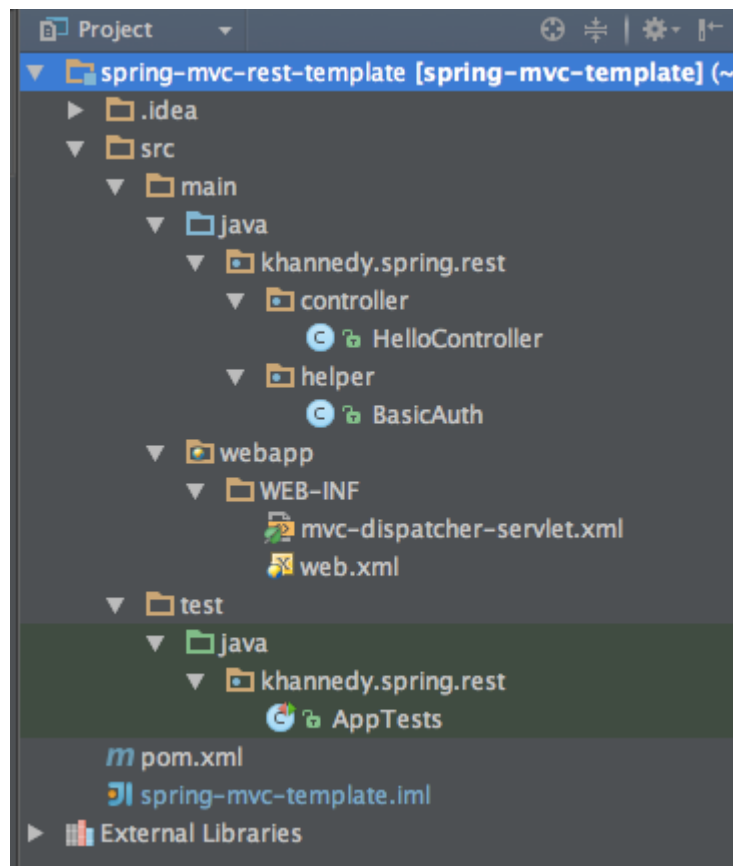 Project
spring-mvc-rest-template [spring-mvc-template] (~
.idea
src
main
java
khannedy.spring.rest
controller
HelloController
helper
BasicAuth
webapp
WEB-INF
mvc-dispatcher-servlet.xml
web.xml
test
java
khannedy.spring.rest
AppTests
pom.xml
spring-mvc-template.iml
External Libraries